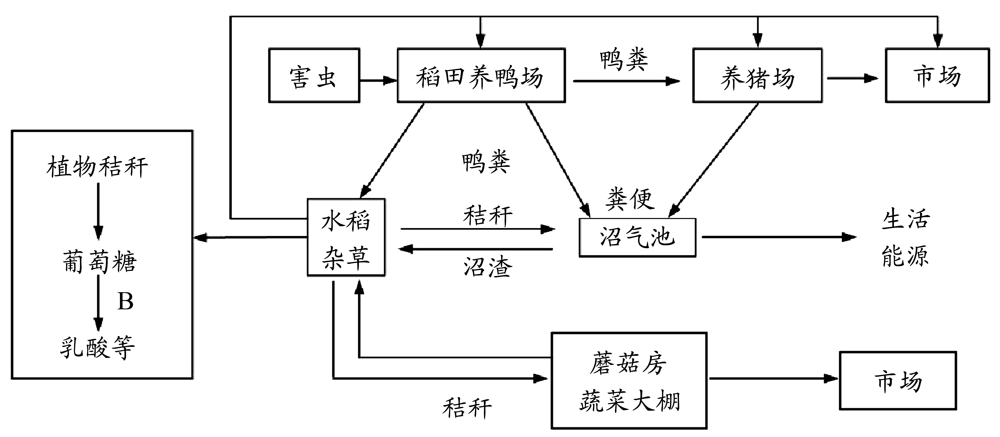 害虫
稻田养鸭场
鸭粪
养猪场
市场
植物秸秆
葡萄糖
B
乳酸等
鸭粪
水稻
杂草
秸秆
沼渣
粪便
沼气池
生活
能源
秸秆
蘑菇房
蔬菜大棚
市场